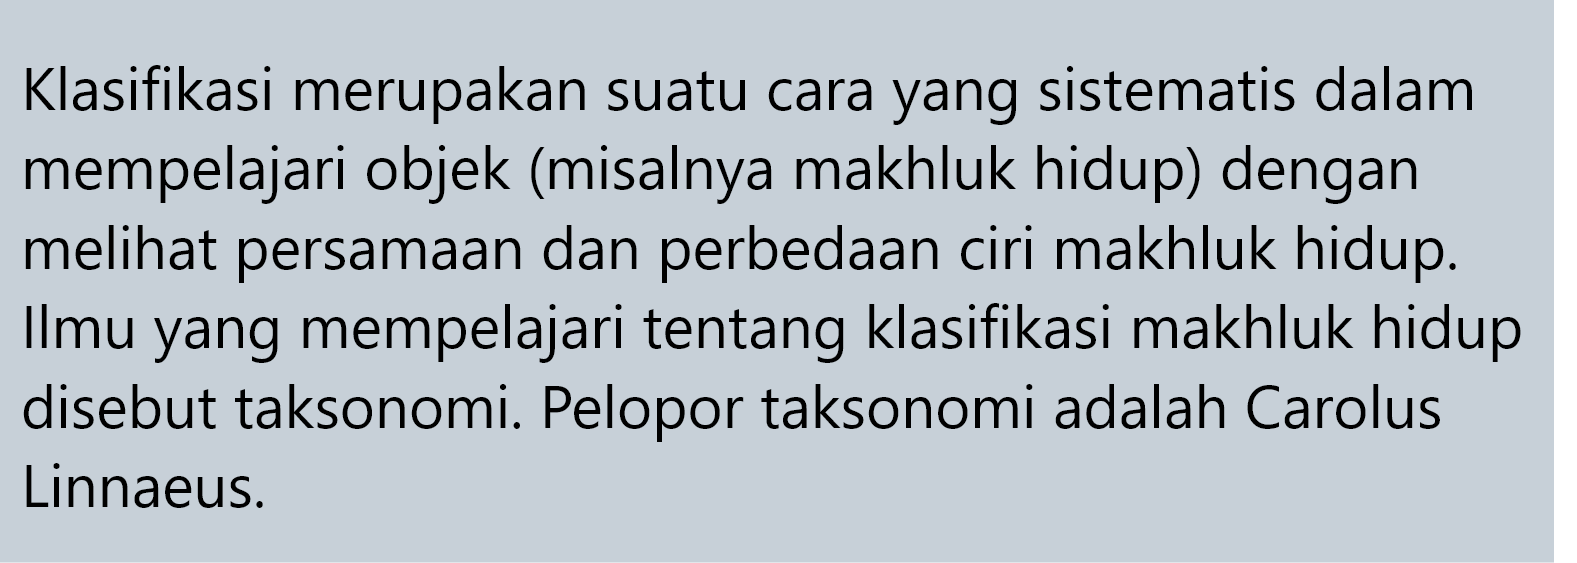 Klasifikasi merupakan suatu cara yang sistematis dalam
mempelajari objek (misalnya makhluk hidup) dengan
melihat persamaan dan perbedaan ciri makhluk hidup.
Ilmu yang mempelajari tentang klasifikasi makhluk hidup
disebut taksonomi. Pelopor taksonomi adalah Carolus
Linnaeus.